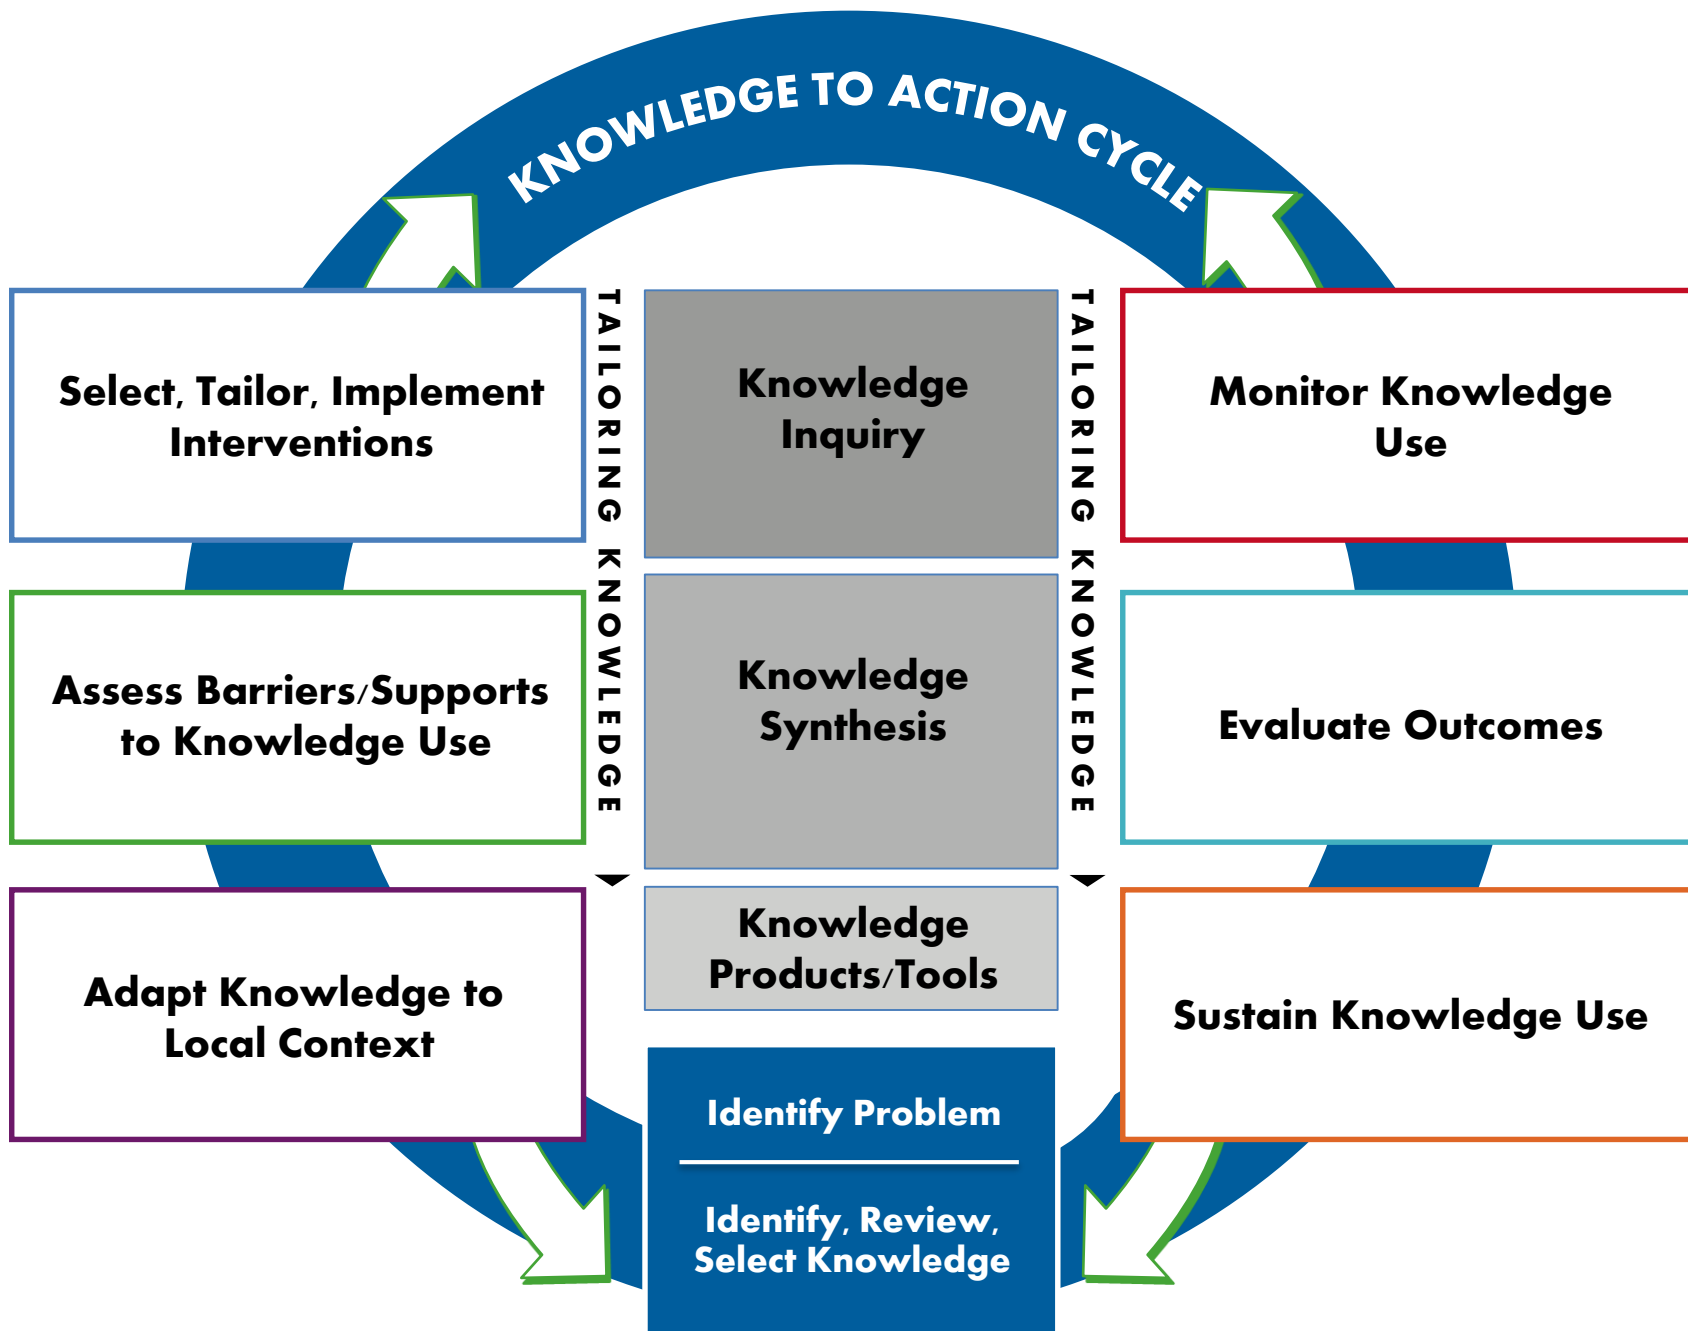 KNOWLEDGE TO ACTION CYCLE
Select, Tailor, Implement
Interventions
TAILORING KNOWLEDGE
Knowledge
Inquiry
TAILORING KNOWLEDGE
Monitor Knowledge
Use
Assess Barriers/Supports
to Knowledge Use
Knowledge
Synthesis
Evaluate Outcomes
Adapt Knowledge to
Local Context
Knowledge
Products/Tools
Sustain Knowledge Use
Identify Problem
Identify, Review,
Select Knowledge